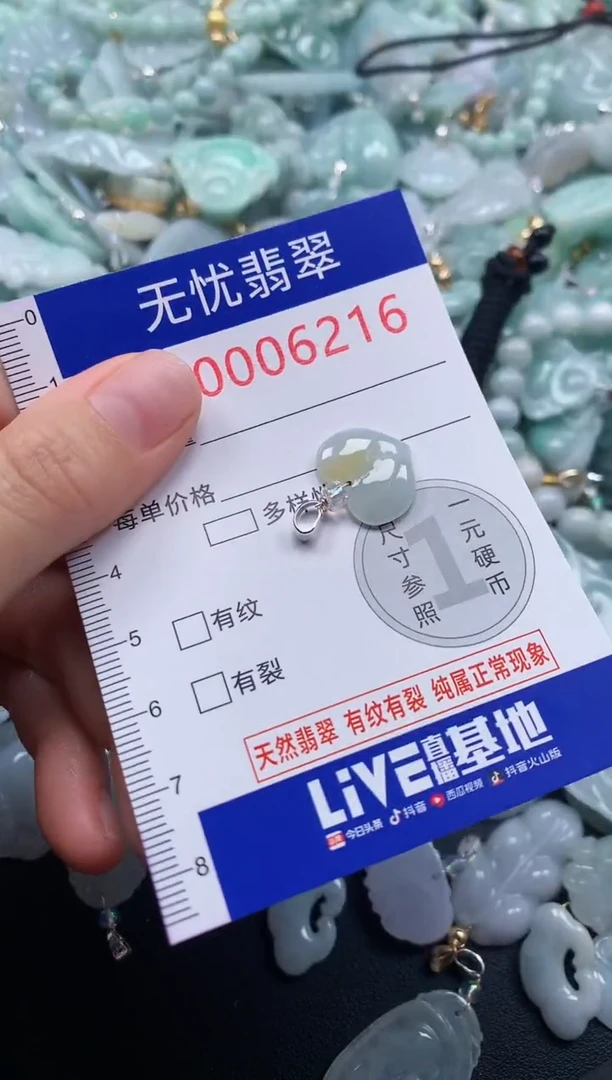 无忧翡翠
0006216
每单价格
多样性
有纹
有裂
一元硬币
1
尺寸参照
天然翡翠 有纹有裂 纯属正常现象
LiVE直播基地
今日头条 抖音 西瓜视频 抖音火山版
0
1
4
5
6
7
8